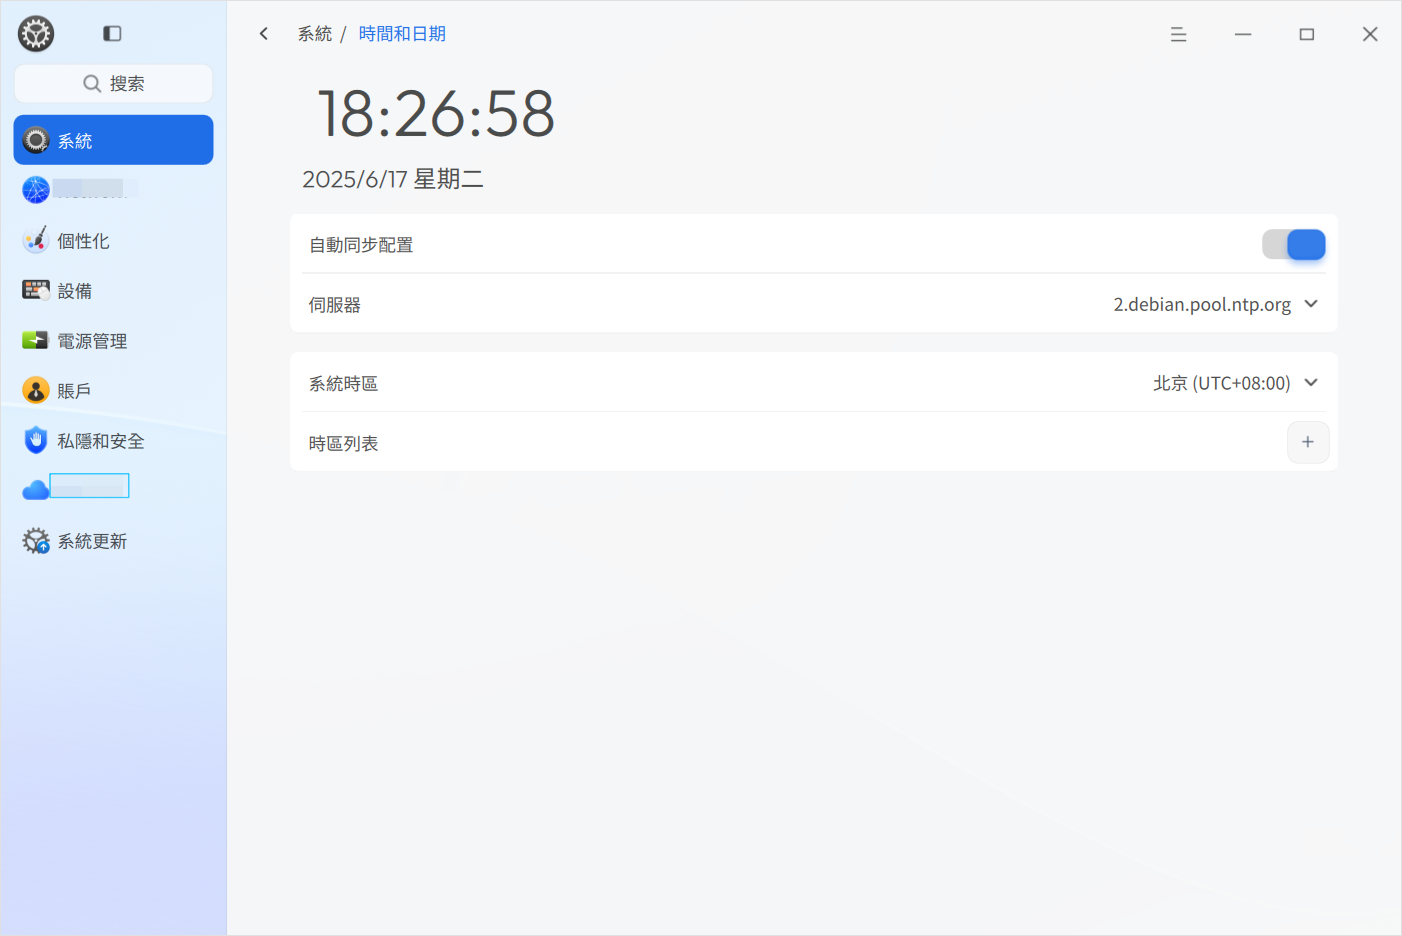 搜索
系統
個性化
設備
電源管理
賬戶
私隱和安全
系統更新
系統 / 時間和日期
18:26:58
2025/6/17 星期二
自動同步配置
伺服器 2.debian.pool.ntp.org
系統時區 北京 (UTC+08:00)
時區列表